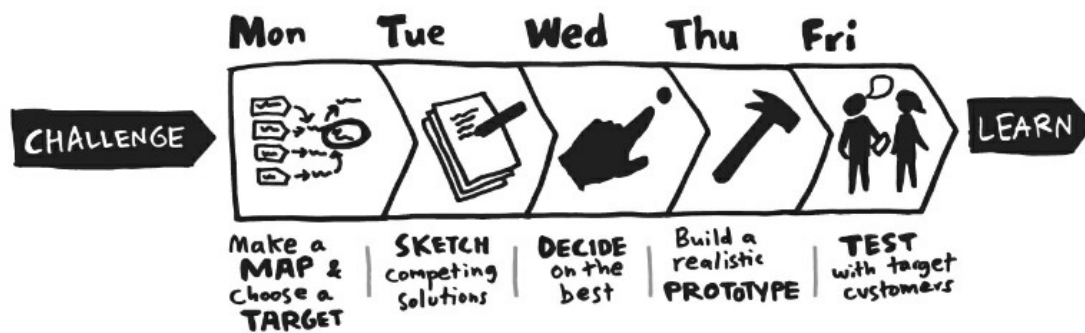 Mon Tue Wed Thu Fri
CHALLENGE
LEARN
Make a
MAP &
choose a
TARGET
SKETCH
competing
solutions
DECIDE
on the
best
Build a
realistic
PROTOTYPE
TEST
with target
customers